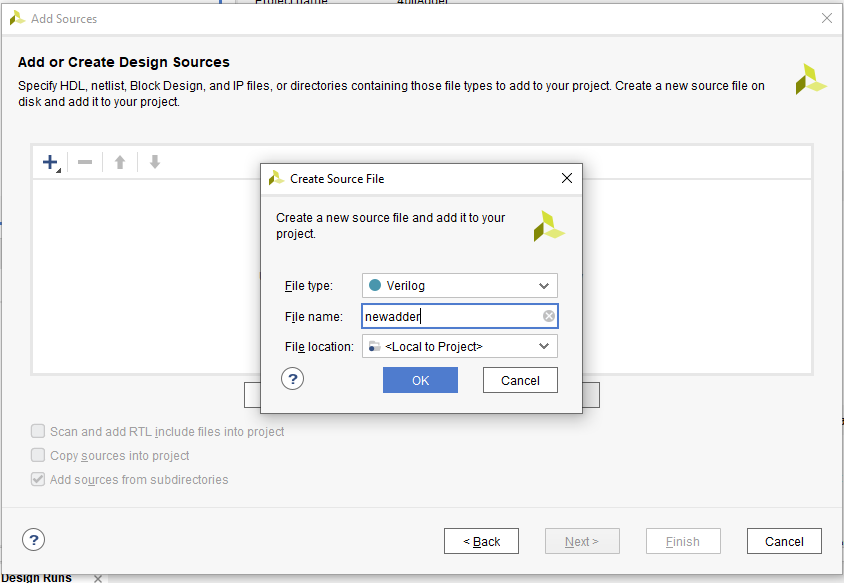 Project name 4bitAdder
Add Sources
Add or Create Design Sources
Specify HDL, netlist, Block Design, and IP files, or directories containing those file types to add to your project. Create a new source file on
disk and add it to your project.
Create Source File
Create a new source file and add it to your
project.
File type: Verilog
File name: newadder
File location: <Local to Project>
? OK Cancel
Scan and add RTL include files into project
Copy sources into project
Add sources from subdirectories
? < Back Next > Finish Cancel
Design Runs